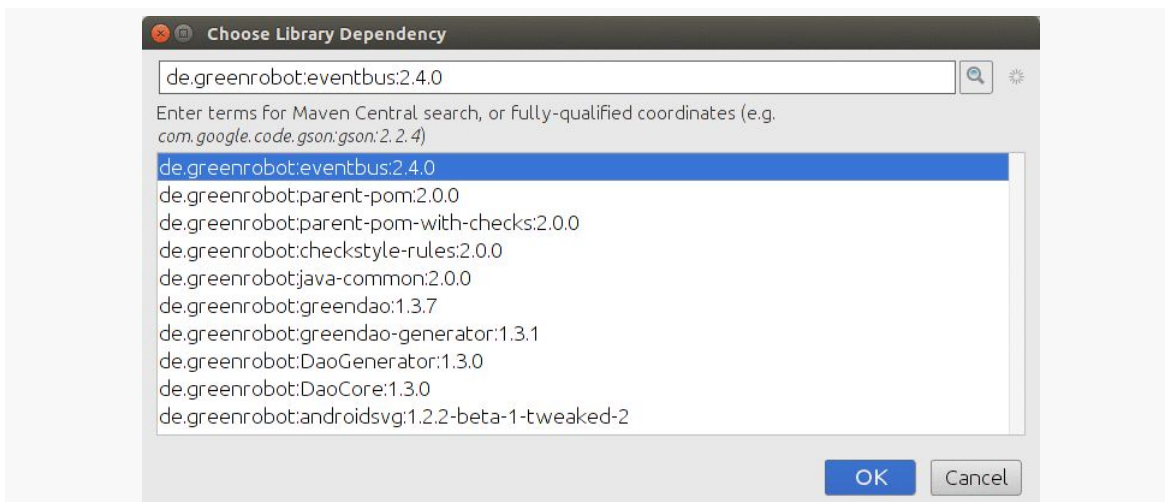 Choose Library Dependency
de.greenrobot:eventbus:2.4.0
Enter terms for Maven Central search, or fully-qualified coordinates (e.g.
com.google.code.gson:gson:2.2.4)
de.greenrobot:eventbus:2.4.0
de.greenrobot:parent-pom:2.0.0
de.greenrobot:parent-pom-with-checks:2.0.0
de.greenrobot:checkstyle-rules:2.0.0
de.greenrobot:java-common:2.0.0
de.greenrobot:greendao:1.3.7
de.greenrobot:greendao-generator:1.3.1
de.greenrobot:DaoGenerator:1.3.0
de.greenrobot:DaoCore:1.3.0
de.greenrobot:androidsvg:1.2.2-beta-1-tweaked-2
OK Cancel